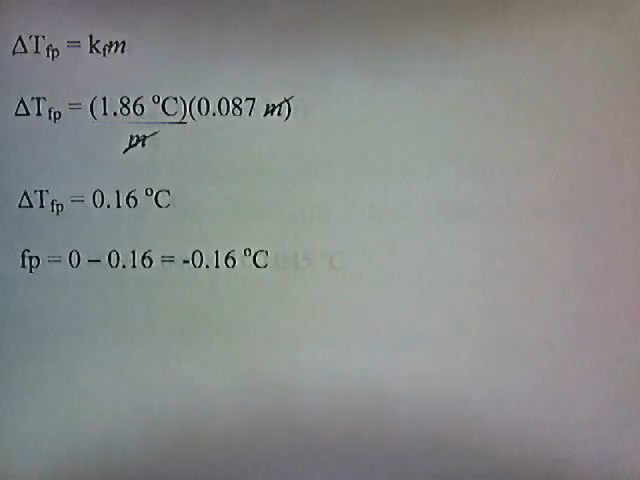 ΔTfp = kfm
ΔTfp = (1.86 °C)(0.087 m)
m
ΔTfp = 0.16 °C
fp = 0 – 0.16 = -0.16 °C